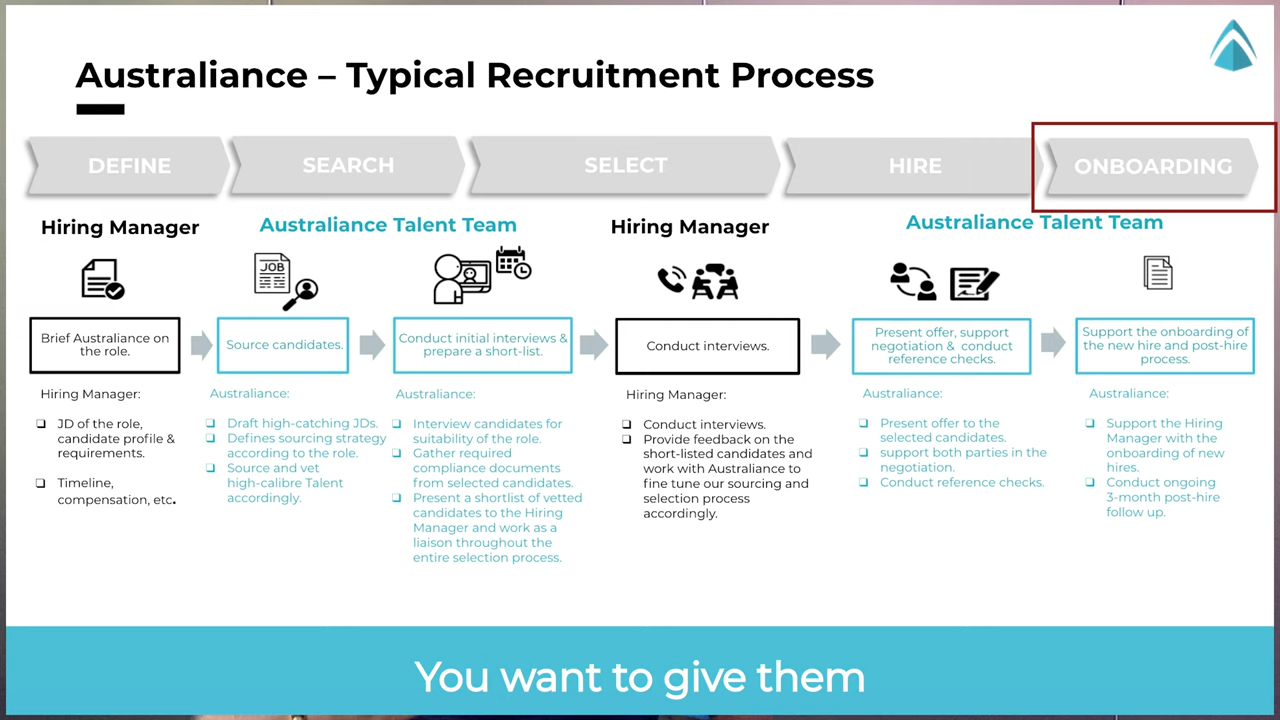 Australiance – Typical Recruitment Process
DEFINE
SEARCH
SELECT
HIRE
ONBOARDING
Hiring Manager
Australiance Talent Team
Hiring Manager
Australiance Talent Team
JOB
Brief Australiance on
the role.
Source candidates.
Conduct initial interviews &
prepare a short-list.
Conduct interviews.
Present offer, support
negotiation & conduct
reference checks.
Support the onboarding of
the new hire and post-hire
process.
Hiring Manager:
JD of the role,
candidate profile &
requirements.
Timeline,
compensation, etc.
Australiance:
Draft high-catching JDs.
Defines sourcing strategy
according to the role.
Source and vet
high-calibre Talent
accordingly.
Australiance:
Interview candidates for
suitability of the role.
Gather required
compliance documents
from selected candidates.
Present a shortlist of vetted
candidates to the Hiring
Manager and work as a
liaison throughout the
entire selection process.
Hiring Manager:
Conduct interviews.
Provide feedback on the
short-listed candidates and
work with Australiance to
fine tune our sourcing and
selection process
accordingly.
Australiance:
Present offer to the
selected candidates.
support both parties in the
negotiation.
Conduct reference checks.
Australiance:
Support the Hiring
Manager with the
onboarding of new
hires.
Conduct ongoing
3-month post-hire
follow up.
You want to give them